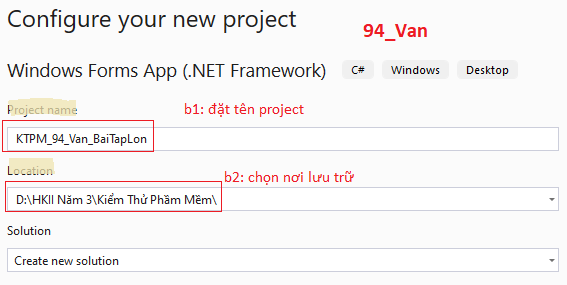 Configure your new project
94_Van
Windows Forms App (.NET Framework) C# Windows Desktop
Project name b1: đặt tên project
KTPM_94_Van_BaiTapLon
Location b2: chọn nơi lưu trữ
D:\HKII Năm 3\Kiểm Thử Phầm Mềm\
Solution
Create new solution